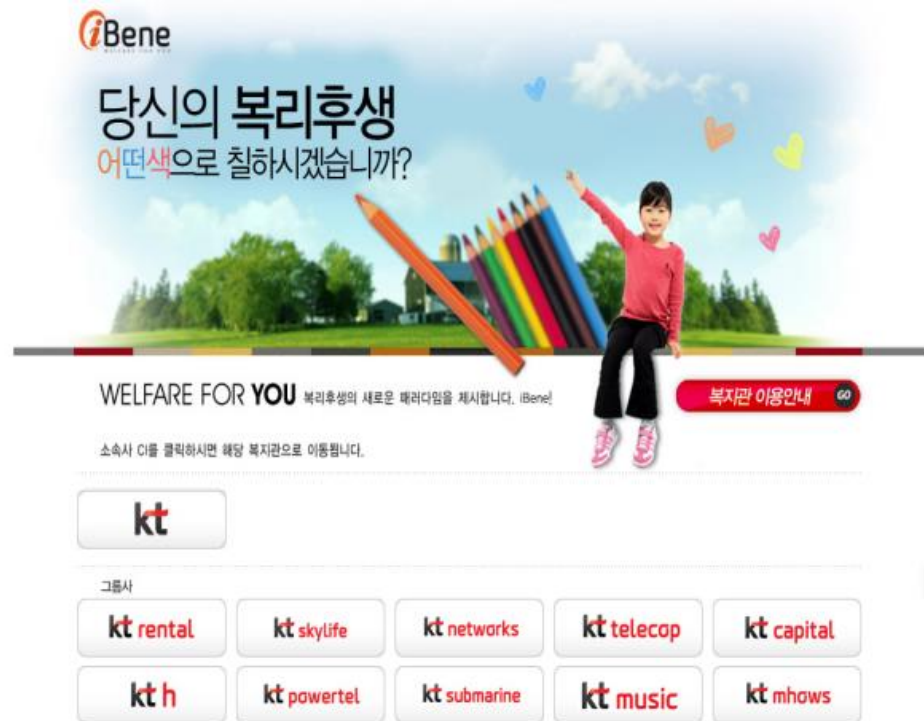 iBene
당신의 복리후생
어떤색으로 칠하시겠습니까?
WELFARE FOR YOU 복리후생의 새로운 패러다임을 제시합니다. iBene!
복지관 이용안내 GO
소속사 CI를 클릭하시면 해당 복지관으로 이동됩니다.
kt
그룹사
kt rental kt skylife kt networks kt telecop kt capital
kt h kt powertel kt submarine kt music kt mhows